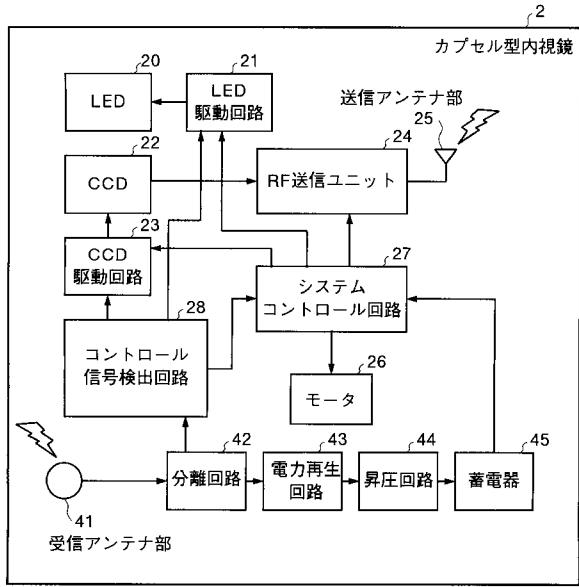 2
カプセル型内視鏡
20
LED
21
LED
駆動回路
送信アンテナ部
25
22
CCD
24
RF送信ユニット
23
CCD
駆動回路
27
システム
コントロール回路
28
コントロール
信号検出回路
26
モータ
42
分離回路
43
電力再生
回路
44
昇圧回路
45
蓄電器
41
受信アンテナ部